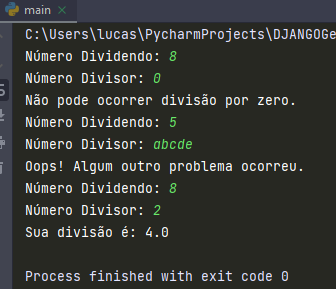 main
C:\Users\lucas\PycharmProjects\DJANGOGe
Número Dividendo: 8
Número Divisor: 0
Não pode ocorrer divisão por zero.
Número Dividendo: 5
Número Divisor: abcde
Oops! Algum outro problema ocorreu.
Número Dividendo: 8
Número Divisor: 2
Sua divisão é: 4.0
Process finished with exit code 0